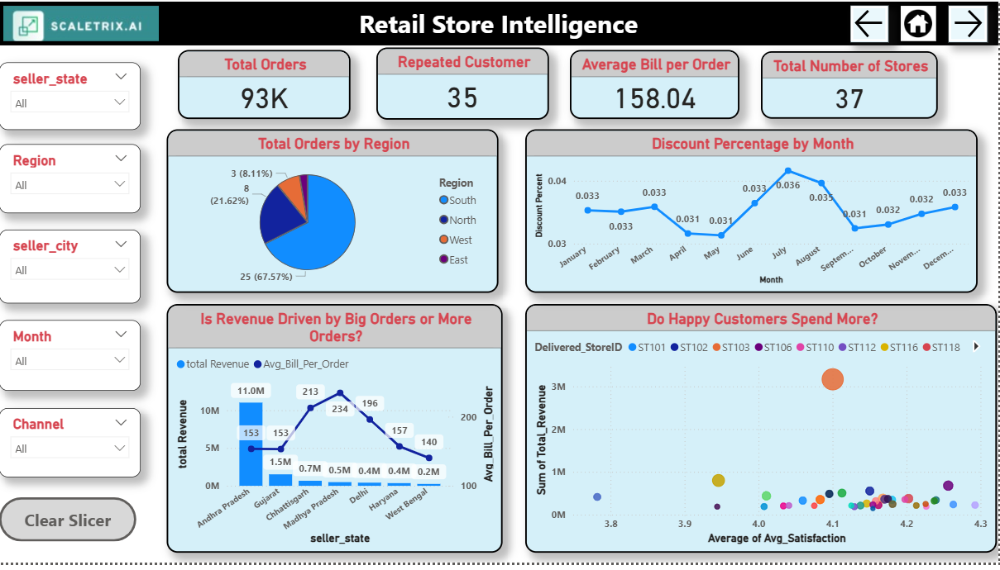 SCALETRIX.AI
Retail Store Intelligence
seller_state
All
Region
All
seller_city
All
Month
All
Channel
All
Clear Slicer
Total Orders
93K
Repeated Customer
35
Average Bill per Order
158.04
Total Number of Stores
37
Total Orders by Region
3 (8.11%)
8
(21.62%)
25 (67.57%)
Region
South
North
West
East
Discount Percentage by Month
Discount Percent
0.04
0.03
0.033
0.033
0.033
0.031
0.031
0.033
0.036
0.035
0.031
0.032
0.032
0.033
January
February
March
April
May
June
July
August
Septem...
October
Novem...
Decem...
Month
Is Revenue Driven by Big Orders or More
Orders?
total Revenue
Avg_Bill_Per_Order
total Revenue
10M
5M
0M
11.0M
1.5M
0.7M
0.5M
0.4M
0.4M
0.2M
153
153
213
234
196
157
140
200
100
Avg_Bill_Per_Order
Andhra Pradesh
Gujarat
Chhattisgarh
Madhya Pradesh
Delhi
Haryana
West Bengal
seller_state
Do Happy Customers Spend More?
Delivered_StoreID ST101 ST102 ST103 ST106 ST110 ST112 ST116 ST118
Sum of Total_Revenue
3M
2M
1M
0M
3.8 3.9 4.0 4.1 4.2 4.3
Average of Avg_Satisfaction